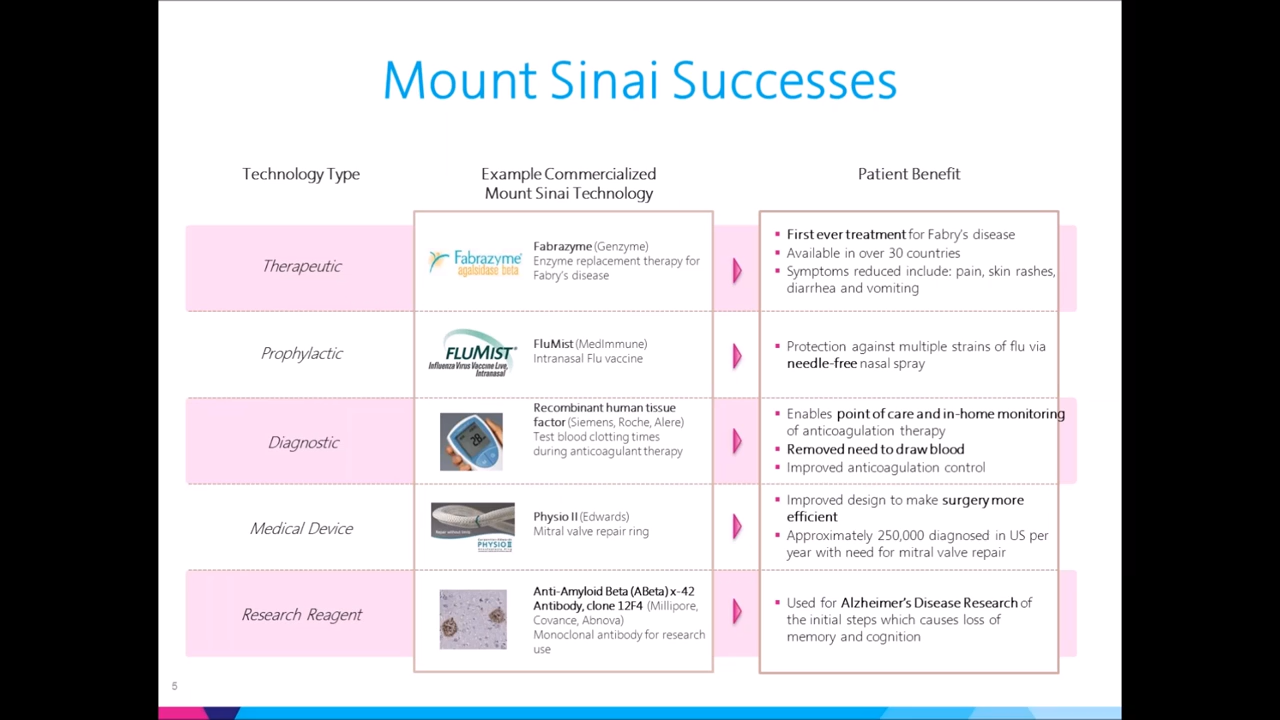 Mount Sinai Successes
Technology Type
Example Commercialized
Mount Sinai Technology
Patient Benefit
Therapeutic
Fabrazyme
agalsidase beta
Fabrazyme (Genzyme)
Enzyme replacement therapy for
Fabry's disease
▪ First ever treatment for Fabry's disease
▪ Available in over 30 countries
▪ Symptoms reduced include: pain, skin rashes,
diarrhea and vomiting
Prophylactic
FLUMIST®
Influenza Virus Vaccine Live,
Intranasal
FluMist (MedImmune)
Intranasal Flu vaccine
▪ Protection against multiple strains of flu via
needle-free nasal spray
Diagnostic
Recombinant human tissue
factor (Siemens, Roche, Alere)
Test blood clotting times
during anticoagulant therapy
▪ Enables point of care and in-home monitoring
of anticoagulation therapy
▪ Removed need to draw blood
▪ Improved anticoagulation control
Medical Device
PHYSIO II
Physio II (Edwards)
Mitral valve repair ring
▪ Improved design to make surgery more
efficient
▪ Approximately 250,000 diagnosed in US per
year with need for mitral valve repair
Research Reagent
Anti-Amyloid Beta (ABeta) x-42
Antibody, clone 12F4 (Millipore,
Covance, Abnova)
Monoclonal antibody for research
use
▪ Used for Alzheimer's Disease Research of
the initial steps which causes loss of
memory and cognition
5